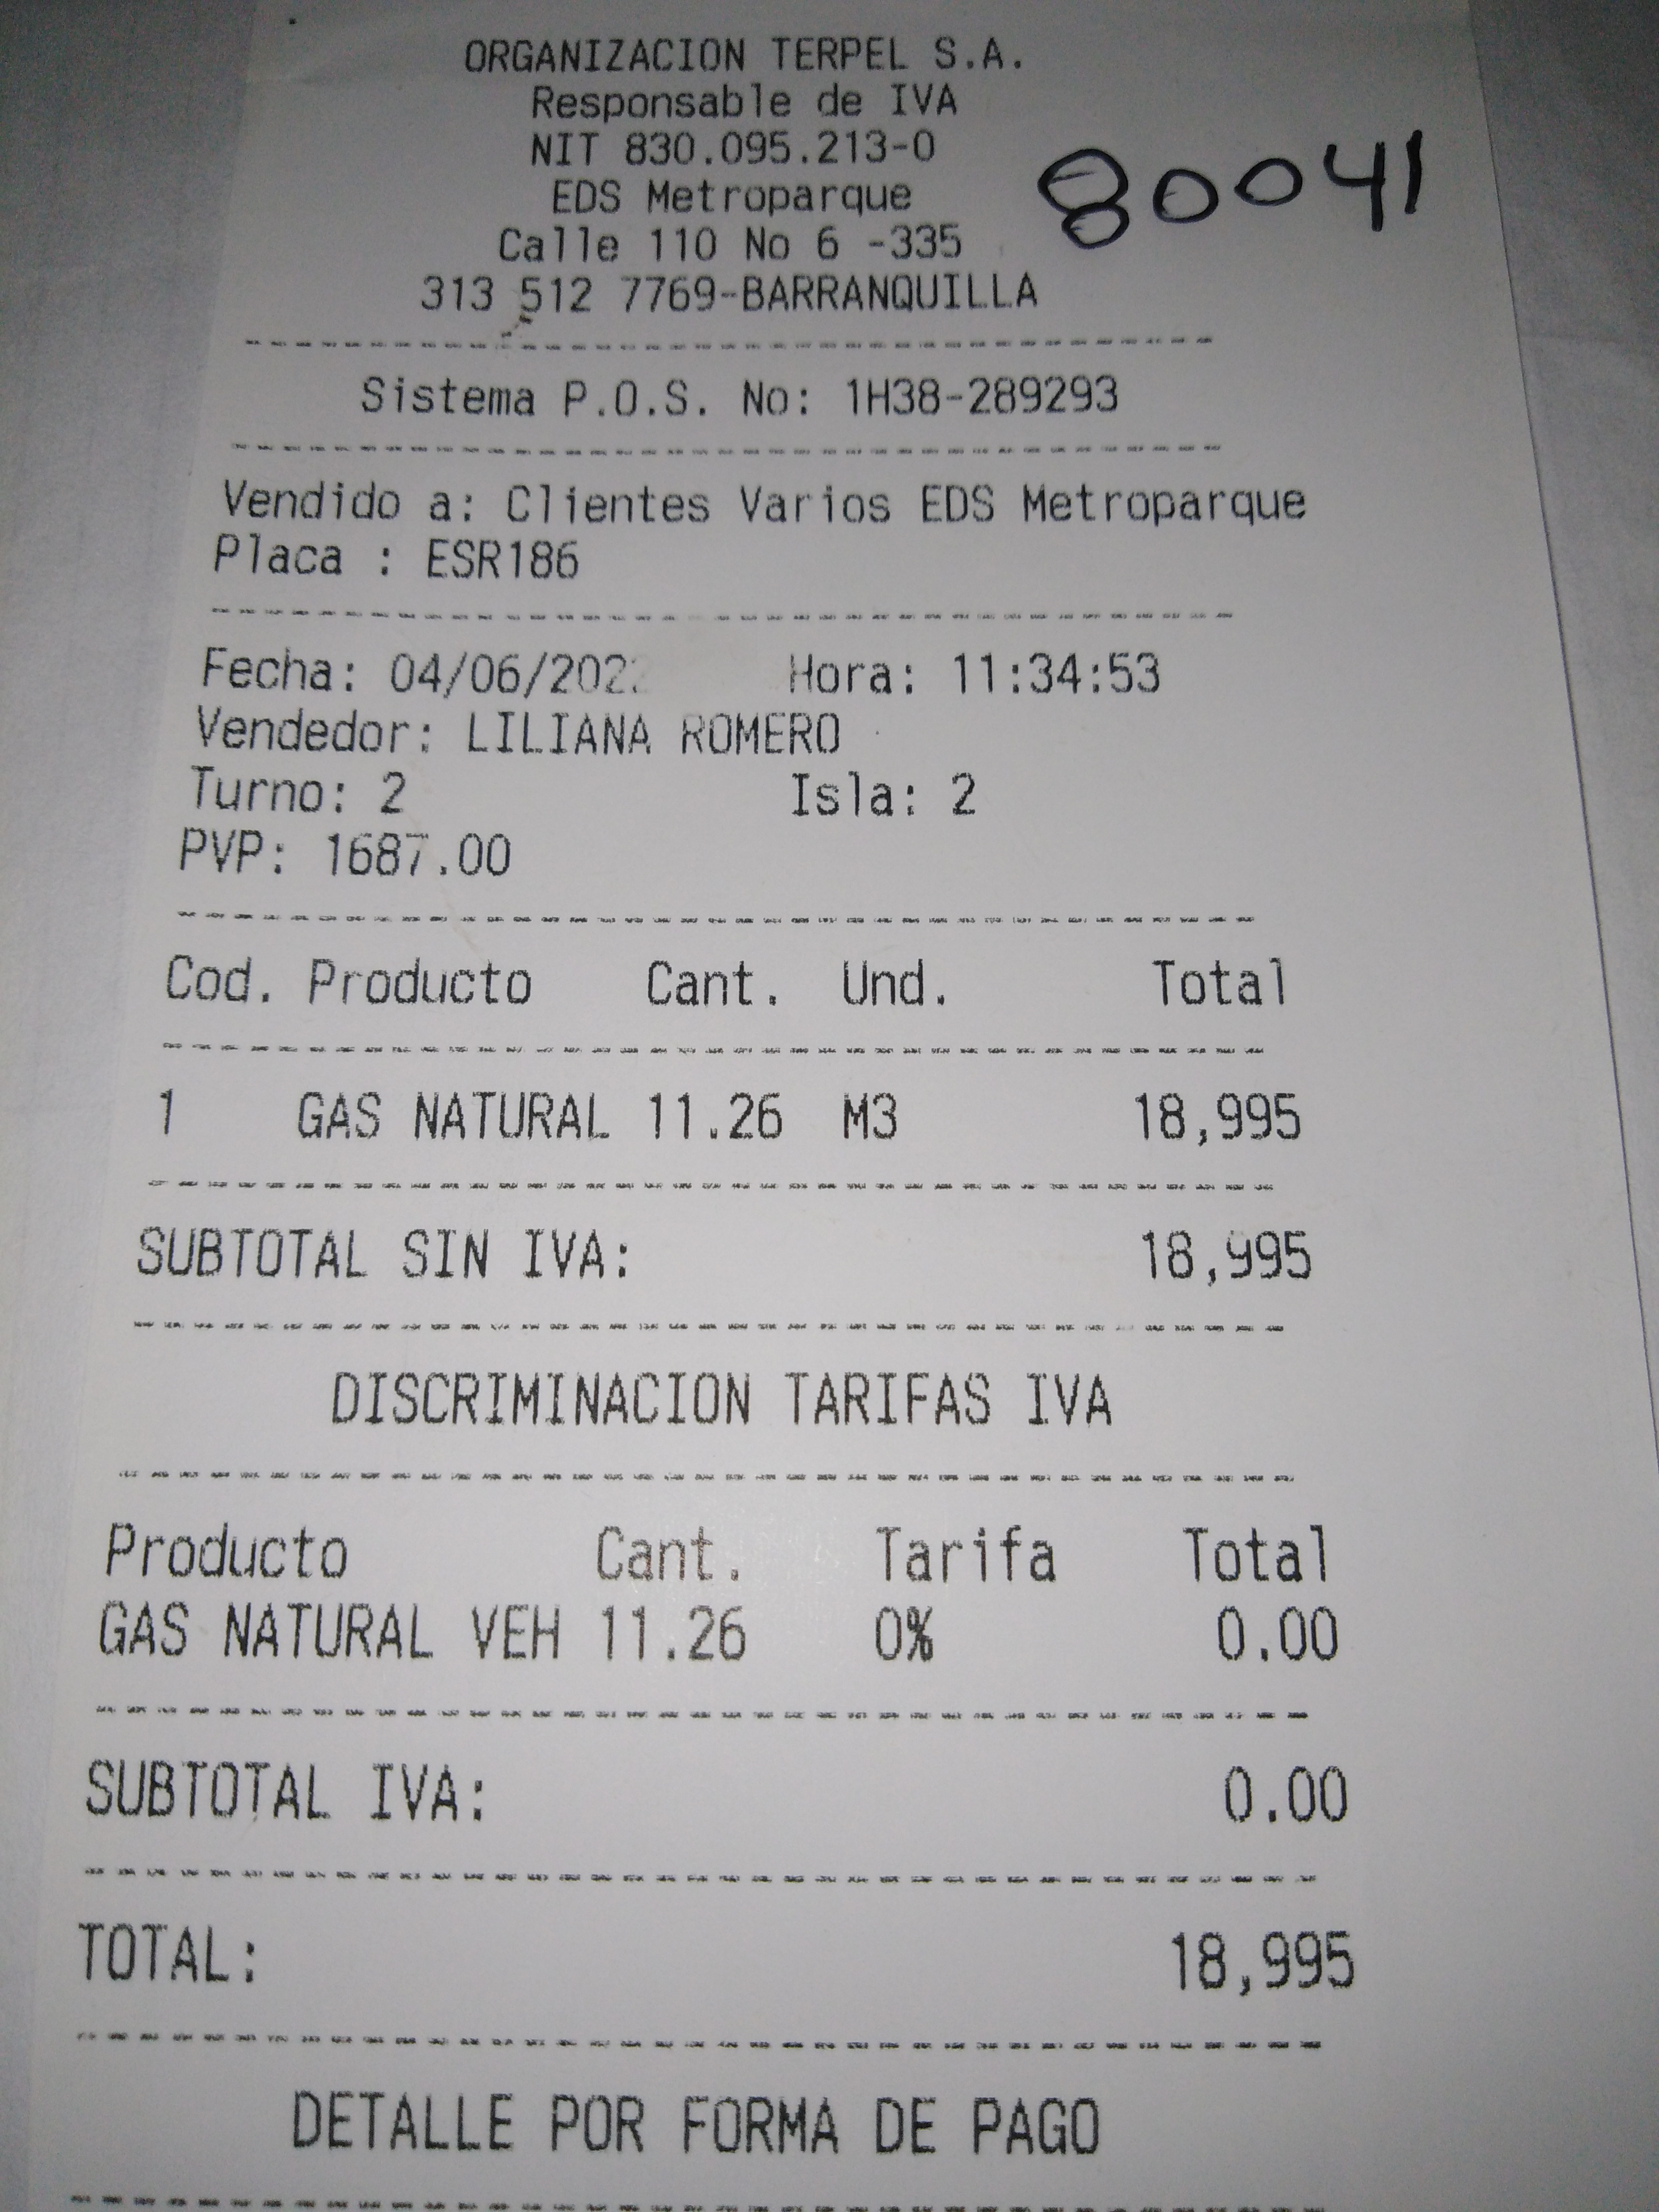 ORGANIZACION TERPEL S.A.
Responsable de IVA
NIT 830.095.213-0
80041
EDS Metroparque
Calle 110 No 6 -335
313 512 7769-BARRANQUILLA
Sistema P.O.S. No: 1H38-289293
Vendido a: Clientes Varios EDS Metroparque
Placa : ESR186
Fecha: Hora: 11:34:53
Vendedor: LILIANA ROMERO
Turno: 2 Isla: 2
PVP: 1687.00
Cod. Producto Cant. Und. Total
1 GAS NATURAL 11.26 M3 18,995
SUBTOTAL SIN IVA: 18,995
DISCRIMINACION TARIFAS IVA
Producto Cant. Tarifa Total
GAS NATURAL VEH 11.26 0% 0.00
SUBTOTAL IVA: 0.00
TOTAL: 18,995
DETALLE POR FORMA DE PAGO